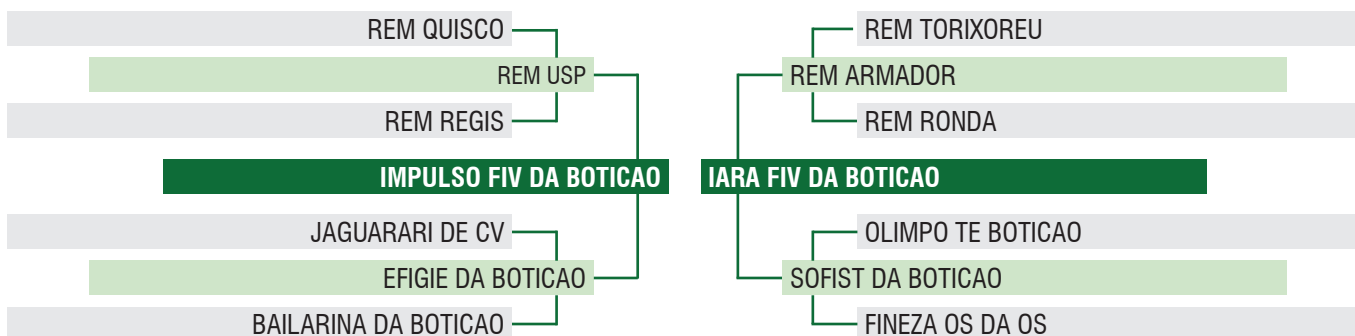 REM QUISCO
REM USP
REM REGIS
IMPULSO FIV DA BOTICAO
JAGUARARI DE CV
EFIGIE DA BOTICAO
BAILARINA DA BOTICAO
REM TORIXOREU
REM ARMADOR
REM RONDA
IARA FIV DA BOTICAO
OLIMPO TE BOTICAO
SOFIST DA BOTICAO
FINEZA OS DA OS